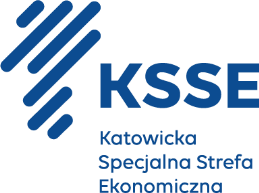 KSSE
Katowicka
Specjalna Strefa
Ekonomiczna